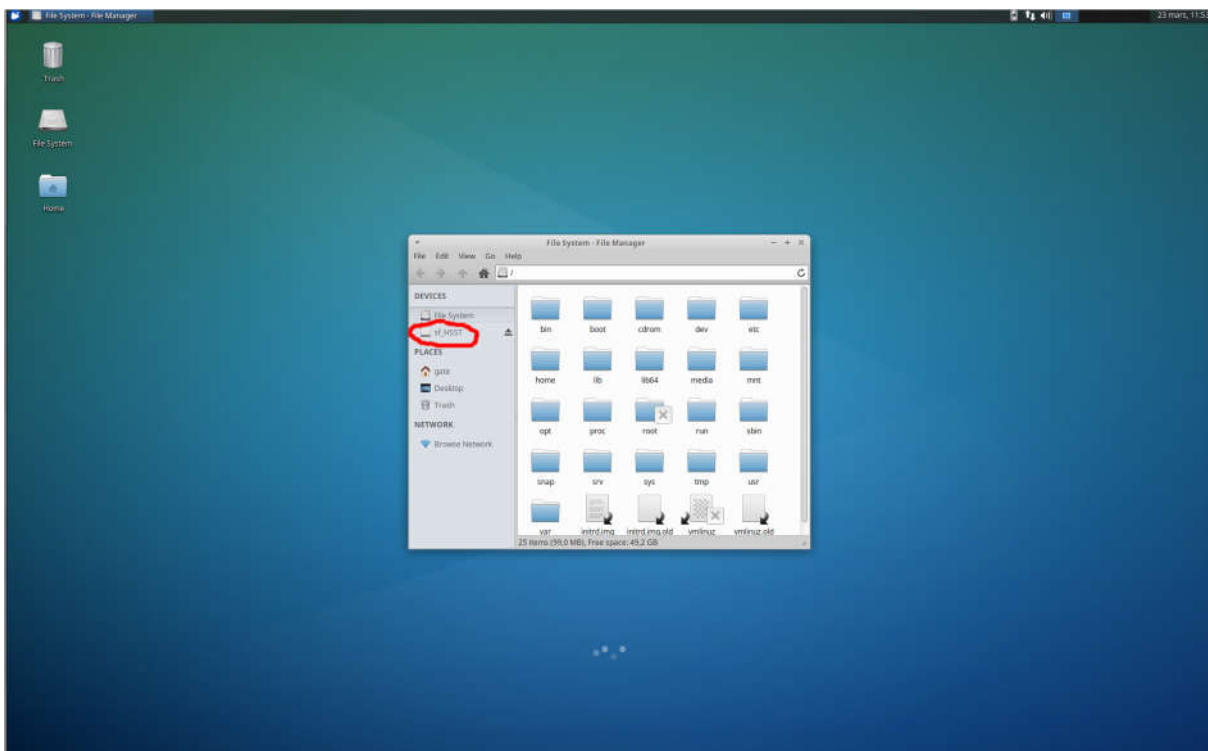 File System - File Manager
23 mars, 11:53
Trash
File System
Home
File System - File Manager
File Edit View Go Help
/
DEVICES
File System
sf_HSST
PLACES
gate
Desktop
Trash
NETWORK
Browse Network
bin boot cdrom dev etc
home lib lib64 media mnt
opt proc root run sbin
snap srv sys tmp usr
var initrd.img initrd.img.old vmlinuz vmlinuz.old
25 items (99,0 MB), Free space: 49,2 GB